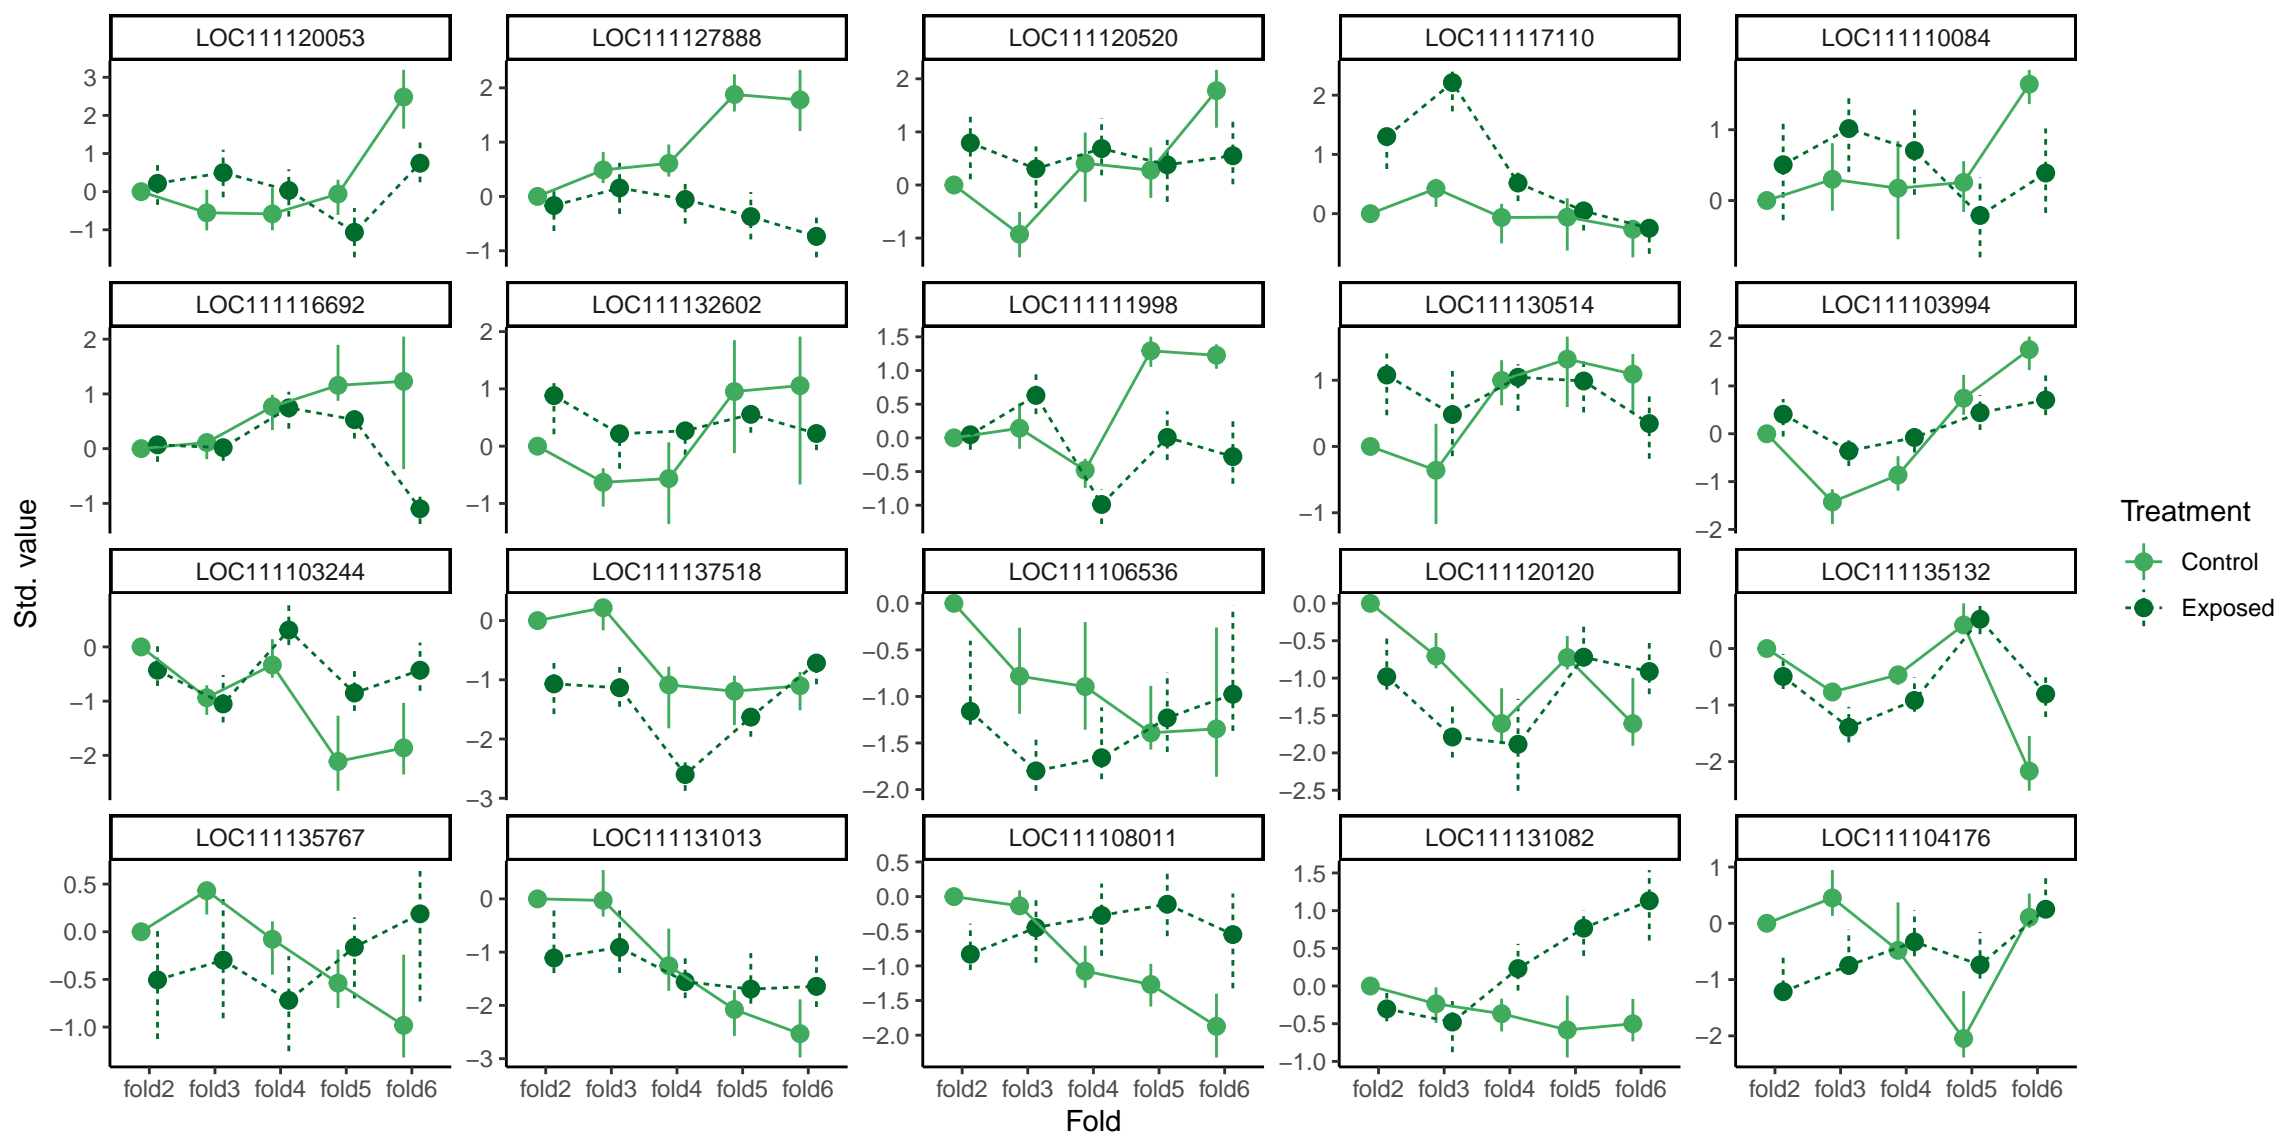 LOC111120053 LOC111127888 LOC111120520 LOC111117110 LOC111110084
3 2 1 0 −1
2 1 0 −1
2 1 0 −1
2 1 0
1 0
LOC111116692 LOC111132602 LOC111111998 LOC111130514 LOC111103994
2 1 0 −1
2 1 0 −1
1.5 1.0 0.5 0.0 −0.5 −1.0
1 0 −1
2 1 0 −1 −2
LOC111103244 LOC111137518 LOC111106536 LOC111120120 LOC111135132
0 −1 −2
0 −1 −2 −3
0.0 −0.5 −1.0 −1.5 −2.0
0.0 −0.5 −1.0 −1.5 −2.0 −2.5
0 −1 −2
LOC111135767 LOC111131013 LOC111108011 LOC111131082 LOC111104176
0.5 0.0 −0.5 −1.0
0 −1 −2 −3
0.5 0.0 −0.5 −1.0 −1.5 −2.0
1.5 1.0 0.5 0.0 −0.5 −1.0
1 0 −1 −2
fold2 fold3 fold4 fold5 fold6 fold2 fold3 fold4 fold5 fold6 fold2 fold3 fold4 fold5 fold6 fold2 fold3 fold4 fold5 fold6 fold2 fold3 fold4 fold5 fold6
Fold
Std. value
Treatment
Control
Exposed